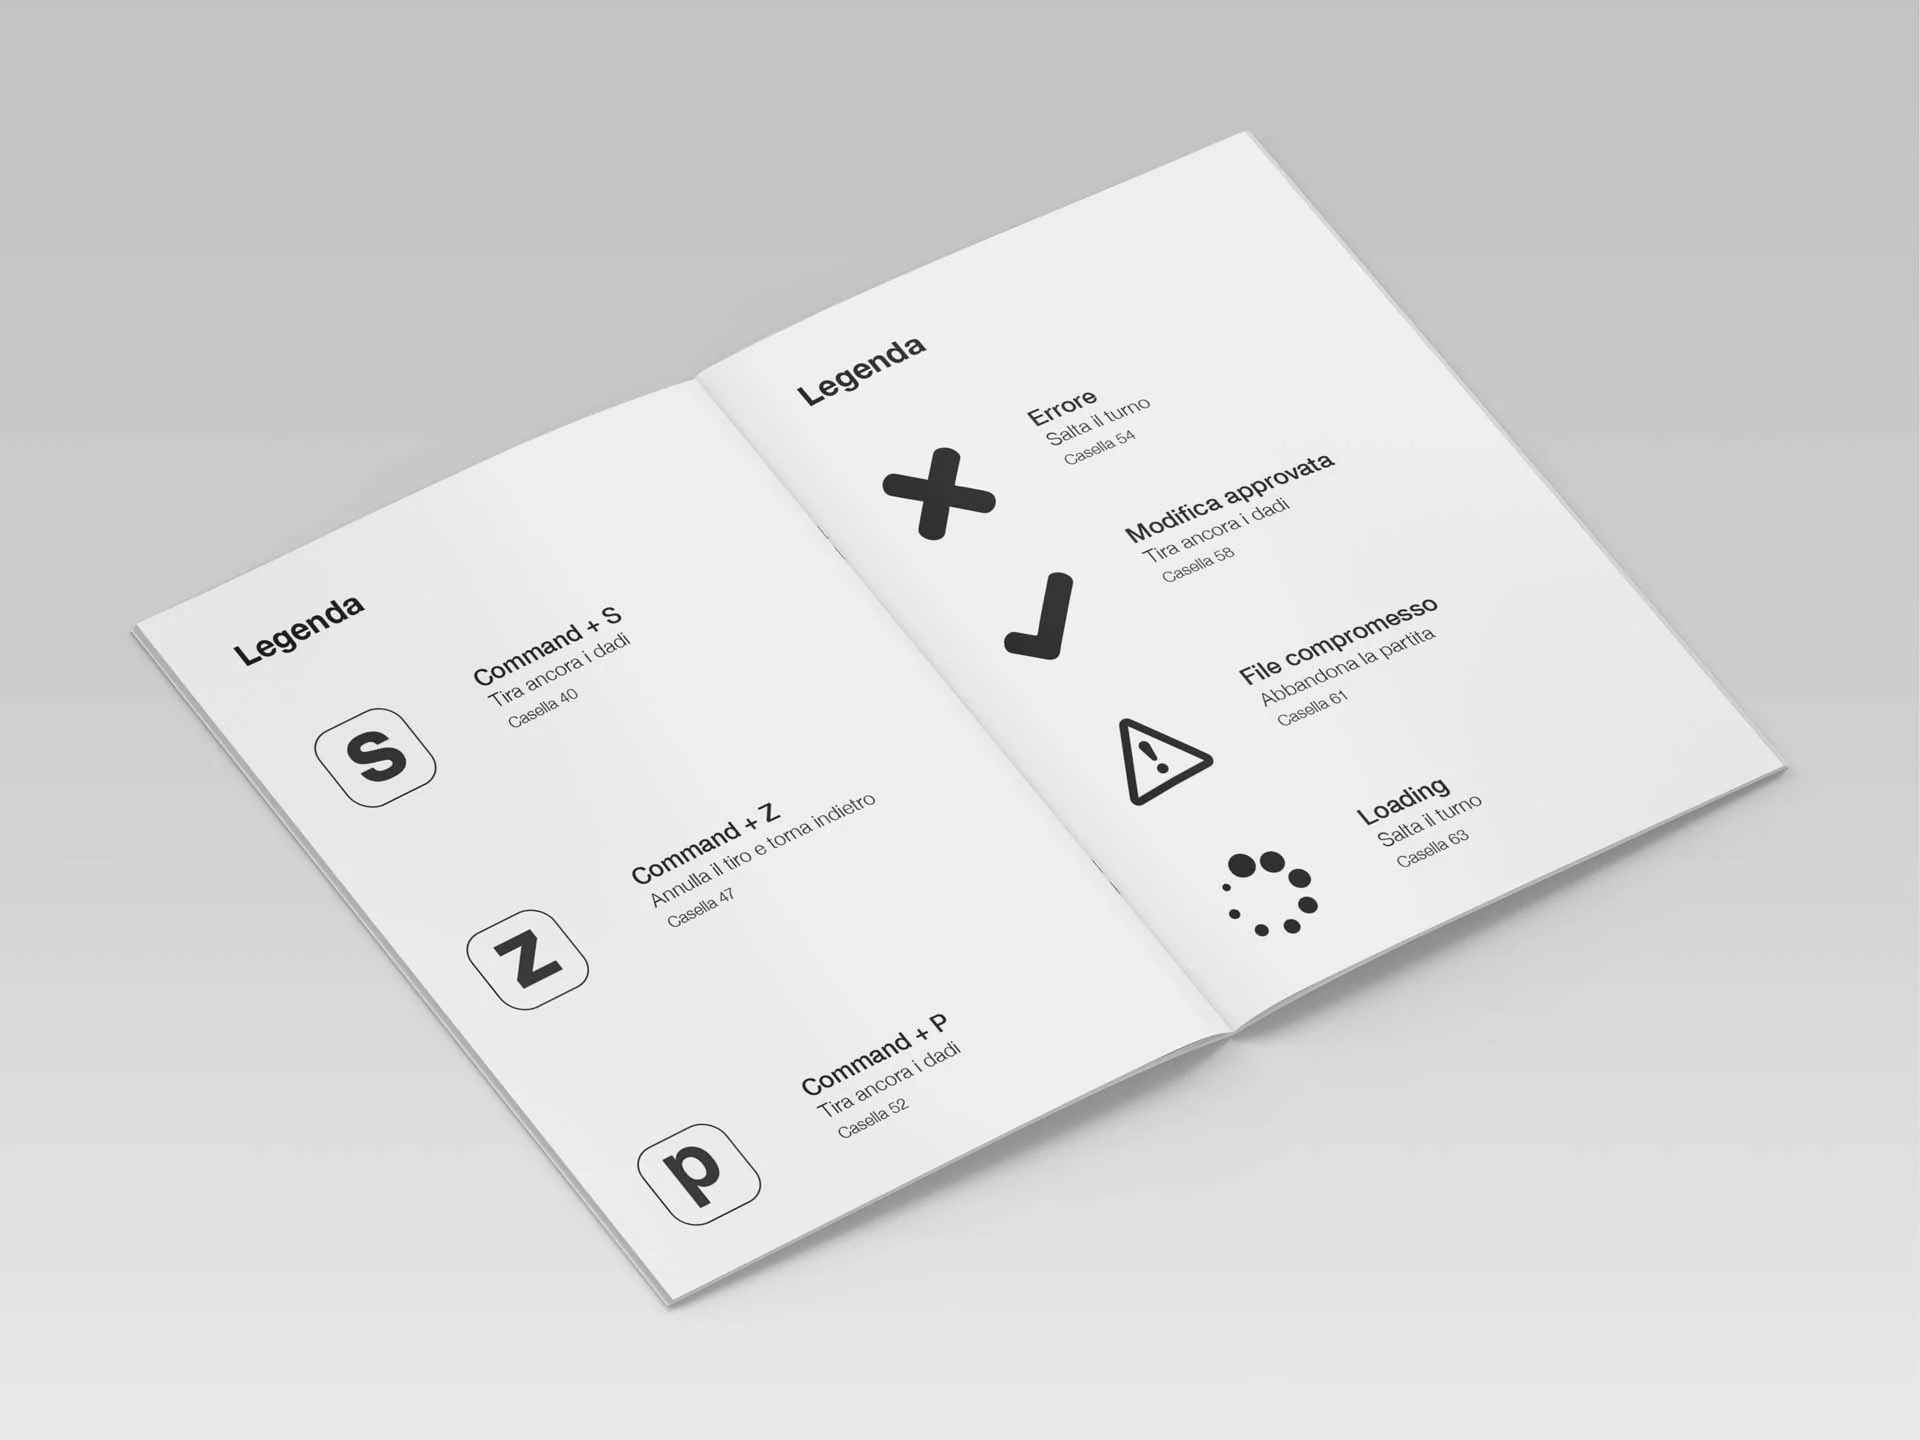 Legenda
S
Command + S
Tira ancora i dadi
Casella 40
Z
Command + Z
Annulla il tiro e torna indietro
Casella 47
p
Command + P
Tira ancora i dadi
Casella 52
Legenda
Errore
Salta il turno
Casella 54
Modifica approvata
Tira ancora i dadi
Casella 58
!
File compromesso
Abbandona la partita
Casella 61
Loading
Salta il turno
Casella 63